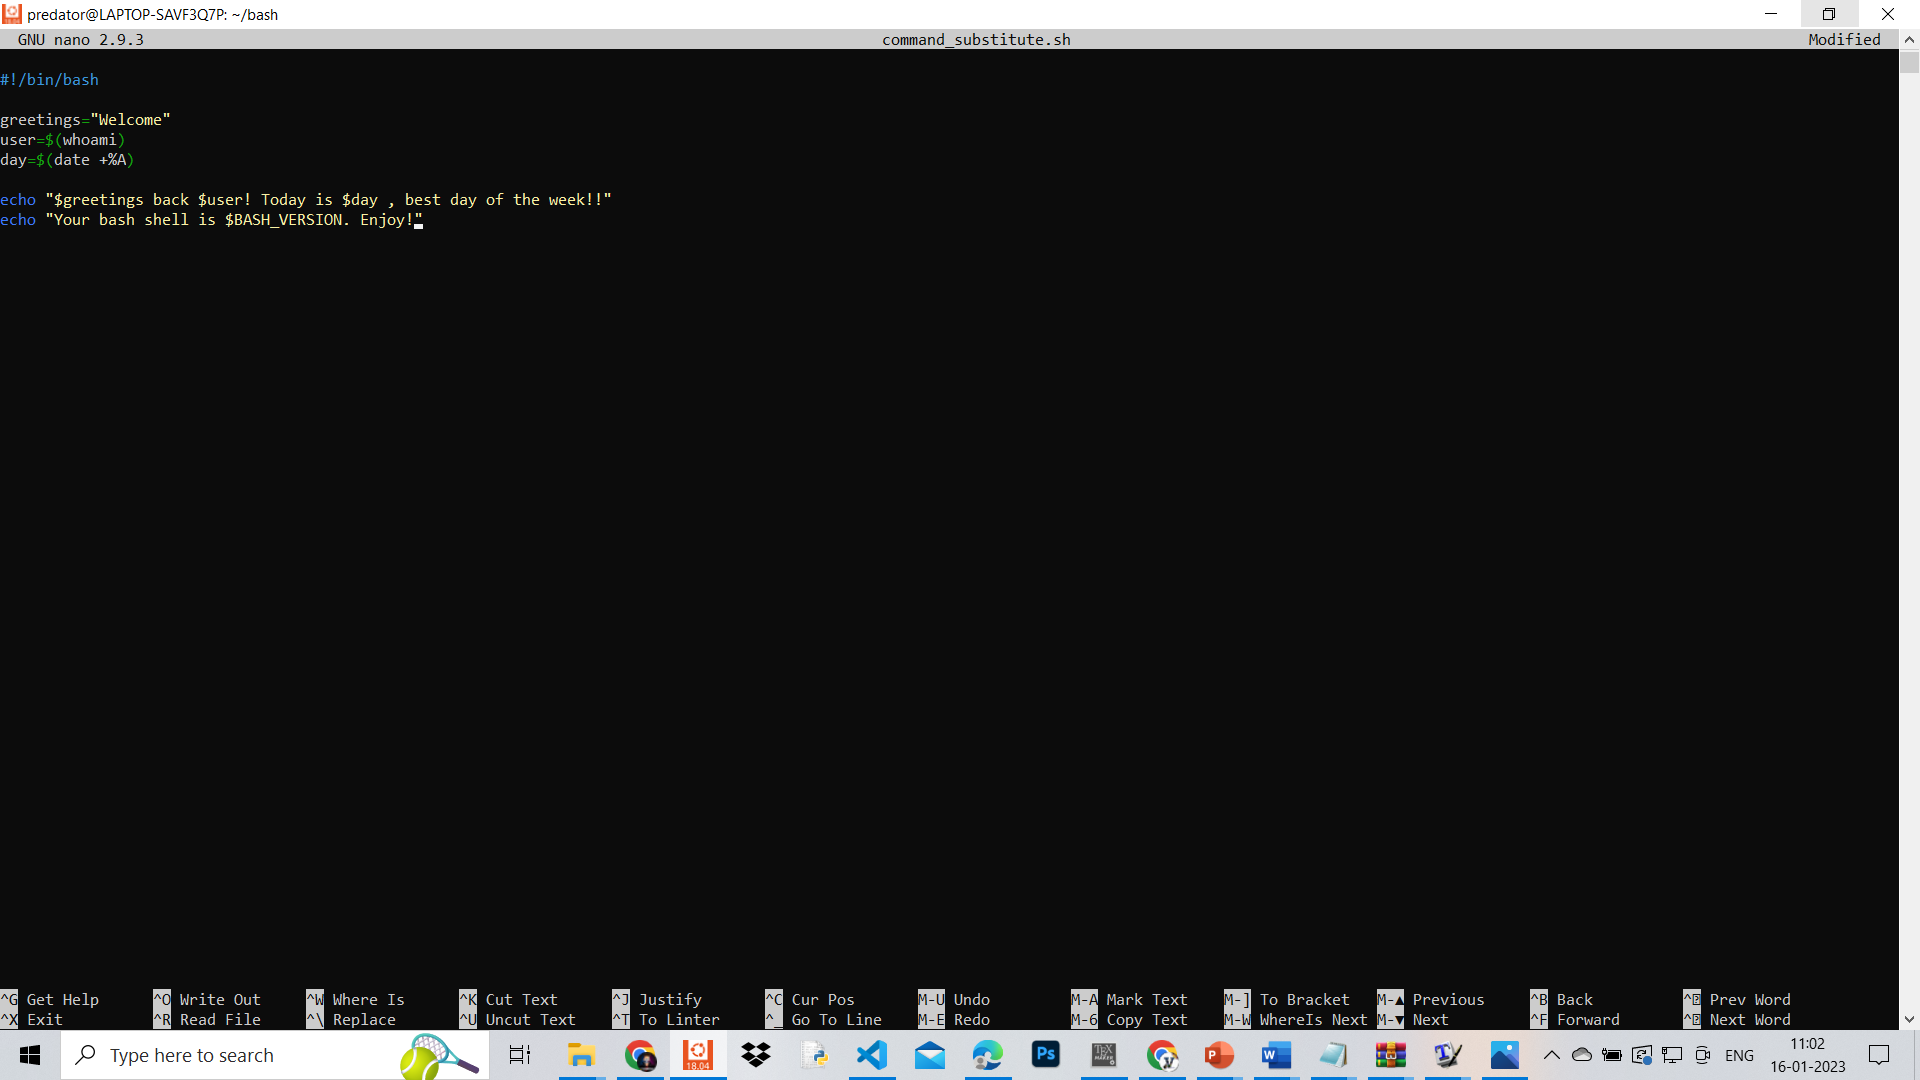 predator@LAPTOP-SAVF3Q7P: ~/bash
GNU nano 2.9.3 command_substitute.sh Modified
#!/bin/bash
greetings="Welcome"
user=$(whoami)
day=$(date +%A)
echo "$greetings back $user! Today is $day , best day of the week!!"
echo "Your bash shell is $BASH_VERSION. Enjoy!"
^G Get Help ^O Write Out ^W Where Is ^K Cut Text ^J Justify ^C Cur Pos M-U Undo M-A Mark Text M-] To Bracket M-▲ Previous ^B Back Prev Word
^X Exit ^R Read File ^\ Replace ^U Uncut Text ^T To Linter ^_ Go To Line M-E Redo M-6 Copy Text M-W WhereIs Next M-▼ Next ^F Forward Next Word
Type here to search
18.04
Ps
TEX
P
W
ENG
11:02
16-01-2023